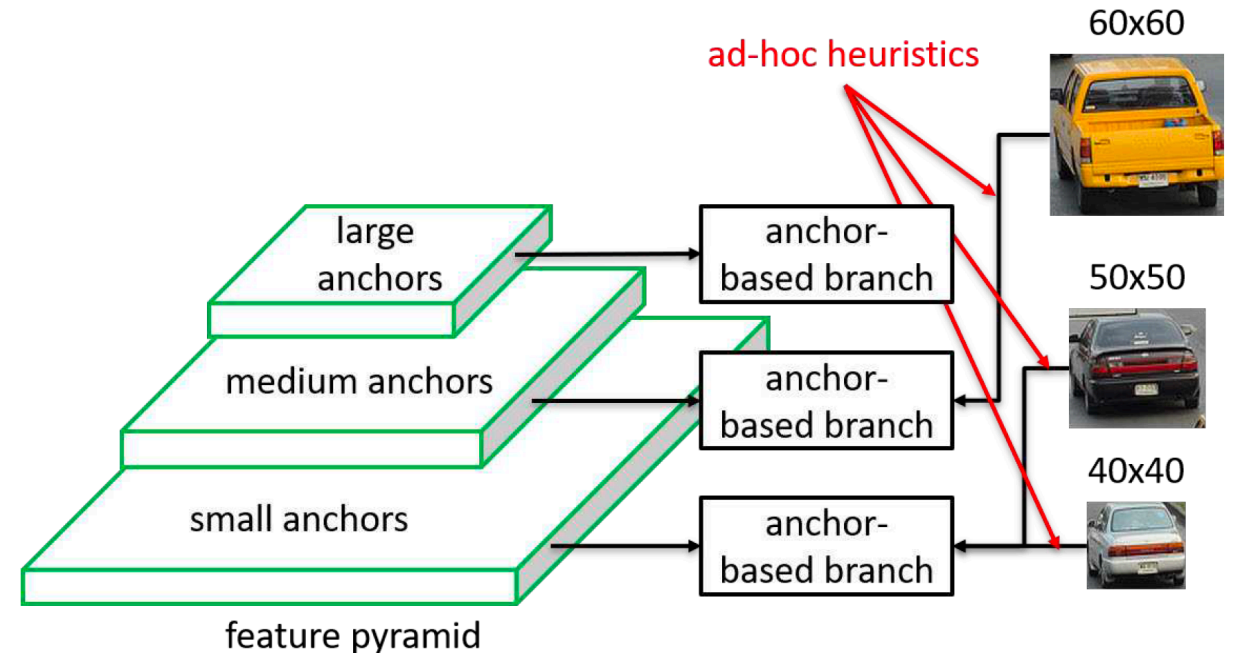 60x60
ad-hoc heuristics
large
anchors
anchor-
based branch
50x50
medium anchors
anchor-
based branch
40x40
small anchors
anchor-
based branch
feature pyramid